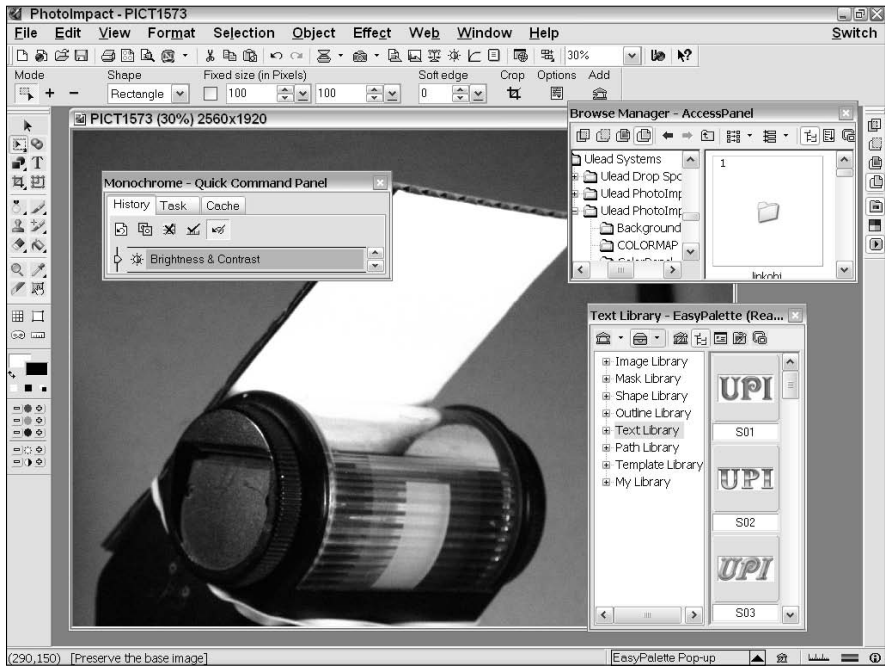 PhotoImpact - PICT1573
File Edit View Format Selection Object Effect Web Window Help Switch
30%
Mode Shape Fixed size (in Pixels) Soft edge Crop Options Add
+ - Rectangle 100 100 0
PICT1573 (30%) 2560x1920
Browse Manager - AccessPanel
Ulead Systems
Ulead Drop Spc
Ulead PhotoImp
Ulead PhotoImp
Background
COLORMAP
1
Monochrome - Quick Command Panel
History Task Cache
Brightness & Contrast
Text Library - EasyPalette (Rea...
Image Library
Mask Library
Shape Library
Outline Library
Text Library
Path Library
Template Library
My Library
UPI
S01
UPI
S02
UPI
S03
(290,150) [Preserve the base image] EasyPalette Pop-up